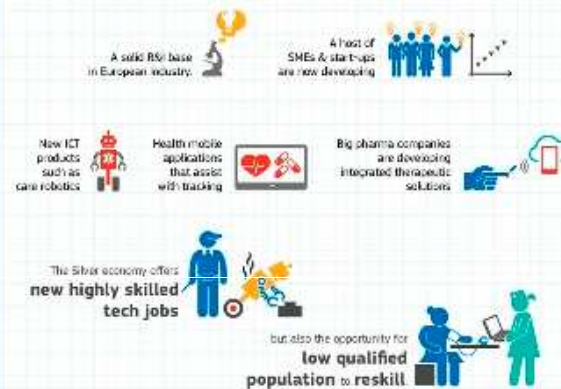 A solid R&I base
in European industry.
A host of
SMEs & start-ups
are now developing
New ICT
products
such as
care robotics
Health mobile
applications
that assist
with tracking
Big pharma companies
are developing
integrated therapeutic
solutions
The Silver economy offers
new highly skilled
tech jobs
but also the opportunity for
low qualified
population to reskill.